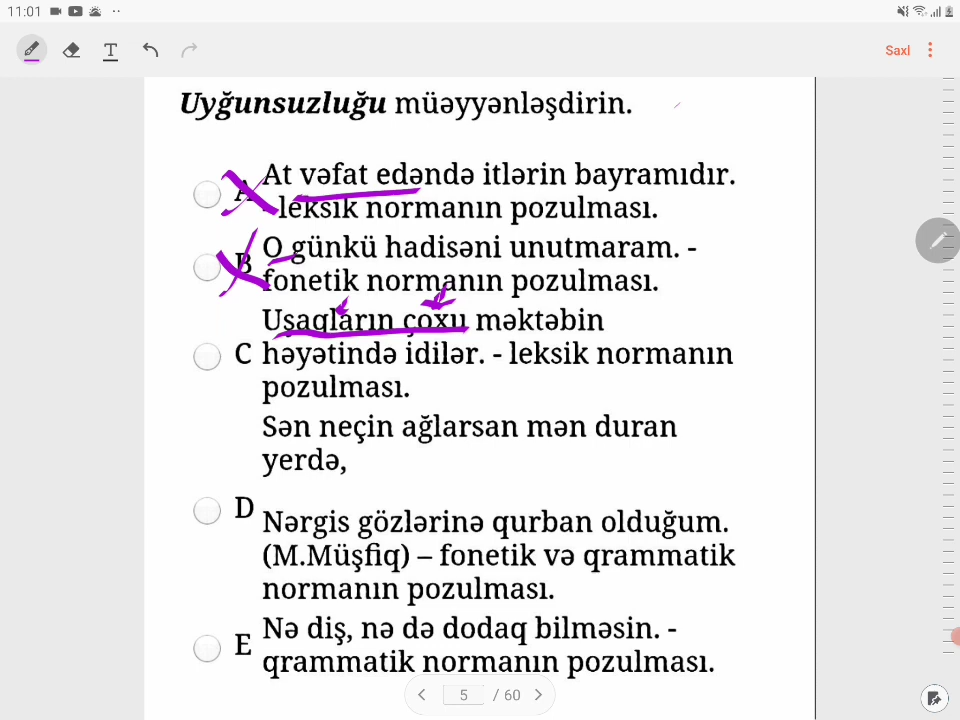 11:01
Saxl
Uyğunsuzluğu müəyyənləşdirin.
A At vəfat edəndə itlərin bayramıdır.
- leksik normanın pozulması.
B O günkü hadisəni unutmaram. -
fonetik normanın pozulması.
Uşaqların çoxu məktəbin
C həyətində idilər. - leksik normanın
pozulması.
Sən neçin ağlarsan mən duran
yerdə,
D
Nərgis gözlərinə qurban olduğum.
(M.Müşfiq) – fonetik və qrammatik
normanın pozulması.
E Nə diş, nə də dodaq bilməsin. -
qrammatik normanın pozulması.
5 / 60